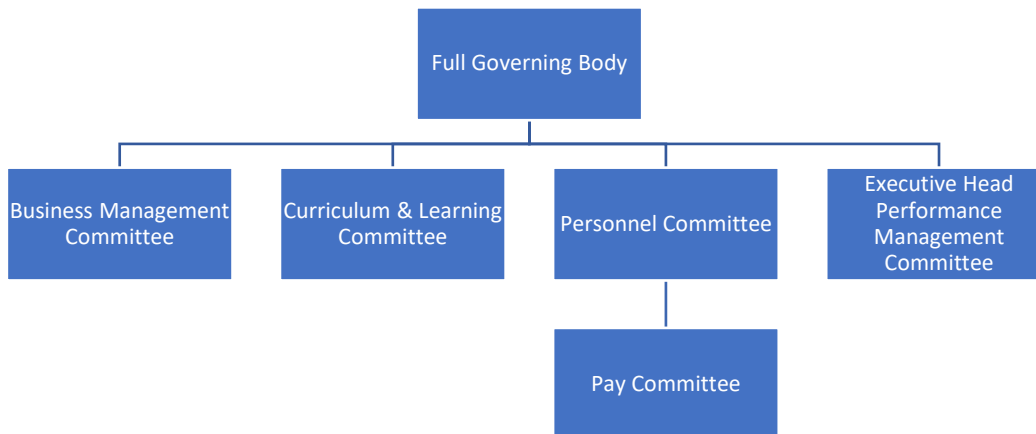 Full Governing
Body
Business Management
Committee
Curriculum & Learning
Committee
Personnel Committee
Executive Head
Performance
Management
Committee
Pay Committee